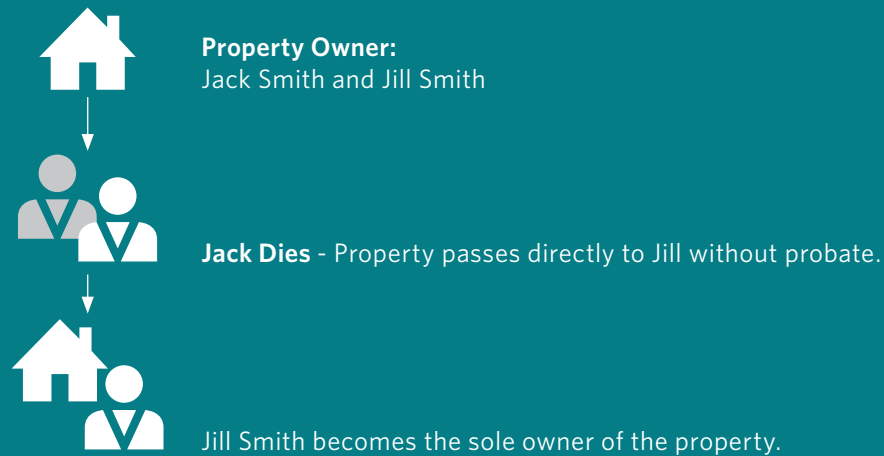 Property Owner:
Jack Smith and Jill Smith
Jack Dies - Property passes directly to Jill without probate.
Jill Smith becomes the sole owner of the property.